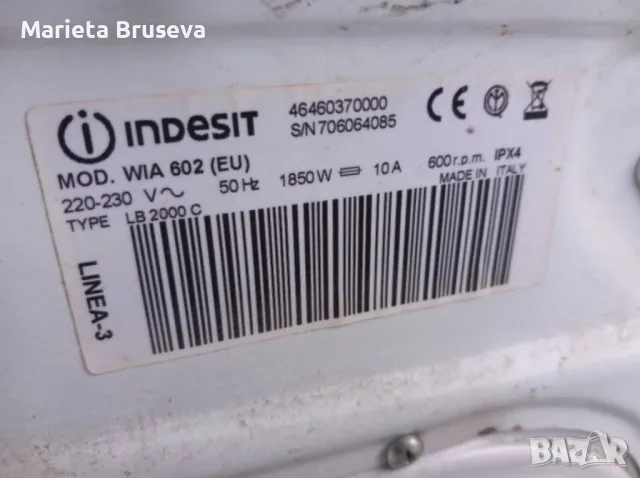 Marieta Bruseva
INDESIT
46460370000
S/N 706064085
MOD. WIA 602 (EU)
220-230 V~ 50 Hz 1850 W 10 A 600 r.p.m. IPX4
TYPE LB 2000 C MADE IN ITALY
LINEA-3
BAZAR
bg